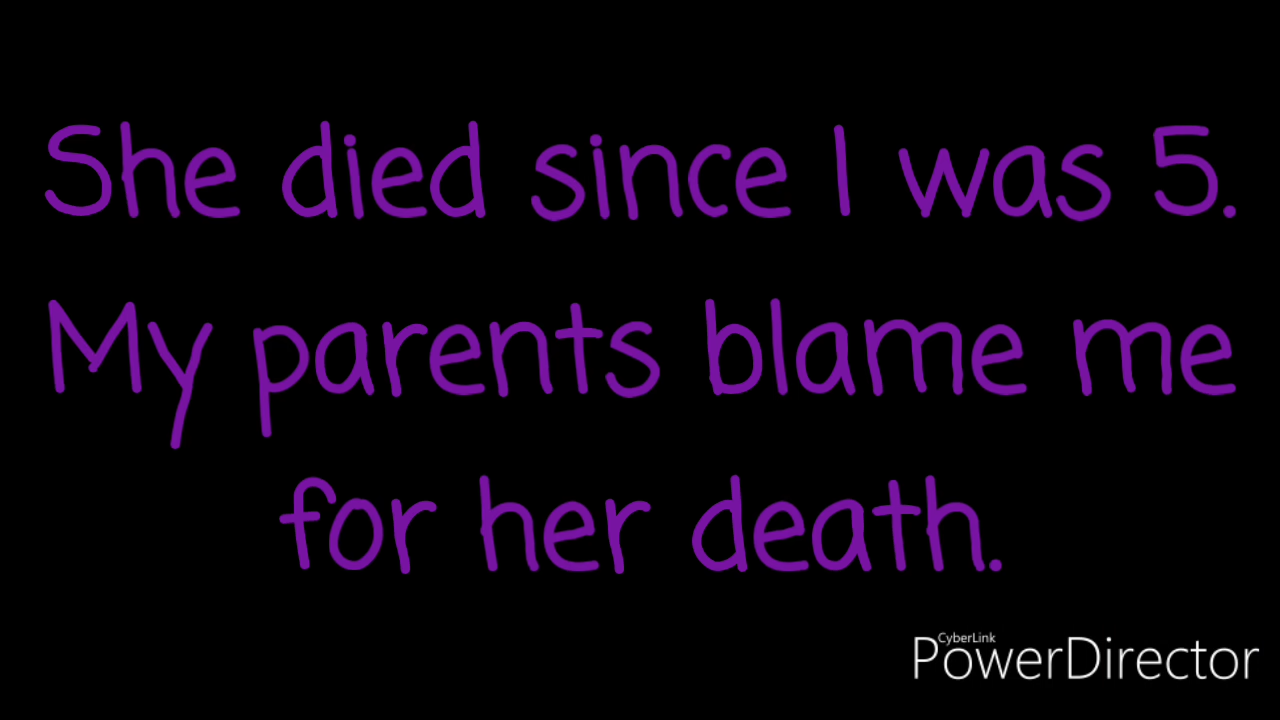 She died since I was 5.
My parents blame me
for her death.
CyberLink
PowerDirector